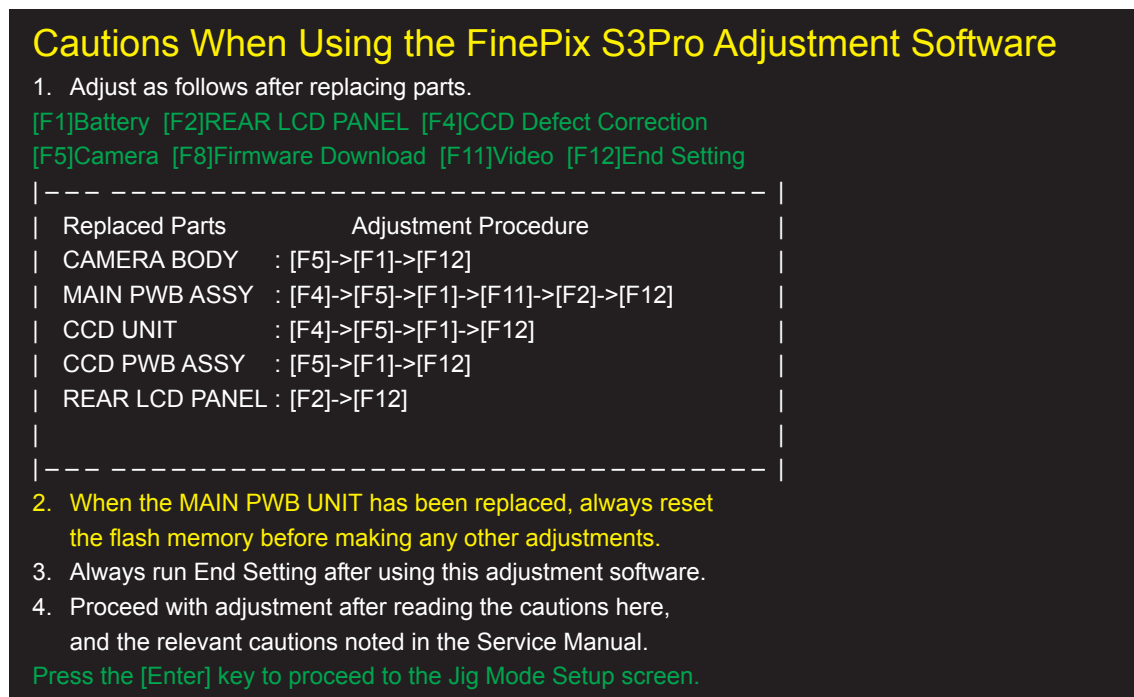 Cautions When Using the FinePix S3Pro Adjustment Software
1. Adjust as follows after replacing parts.
[F1]Battery [F2]REAR LCD PANEL [F4]CCD Defect Correction
[F5]Camera [F8]Firmware Download [F11]Video [F12]End Setting
|– – – – – – – – – – – – – – – – – – – – – – – – – – – – – – – – – – – – |
| Replaced Parts Adjustment Procedure |
| CAMERA BODY : [F5]->[F1]->[F12] |
| MAIN PWB ASSY : [F4]->[F5]->[F1]->[F11]->[F2]->[F12] |
| CCD UNIT : [F4]->[F5]->[F1]->[F12] |
| CCD PWB ASSY : [F5]->[F1]->[F12] |
| REAR LCD PANEL : [F2]->[F12] |
| |
|– – – – – – – – – – – – – – – – – – – – – – – – – – – – – – – – – – – – |
2. When the MAIN PWB UNIT has been replaced, always reset
the flash memory before making any other adjustments.
3. Always run End Setting after using this adjustment software.
4. Proceed with adjustment after reading the cautions here,
and the relevant cautions noted in the Service Manual.
Press the [Enter] key to proceed to the Jig Mode Setup screen.